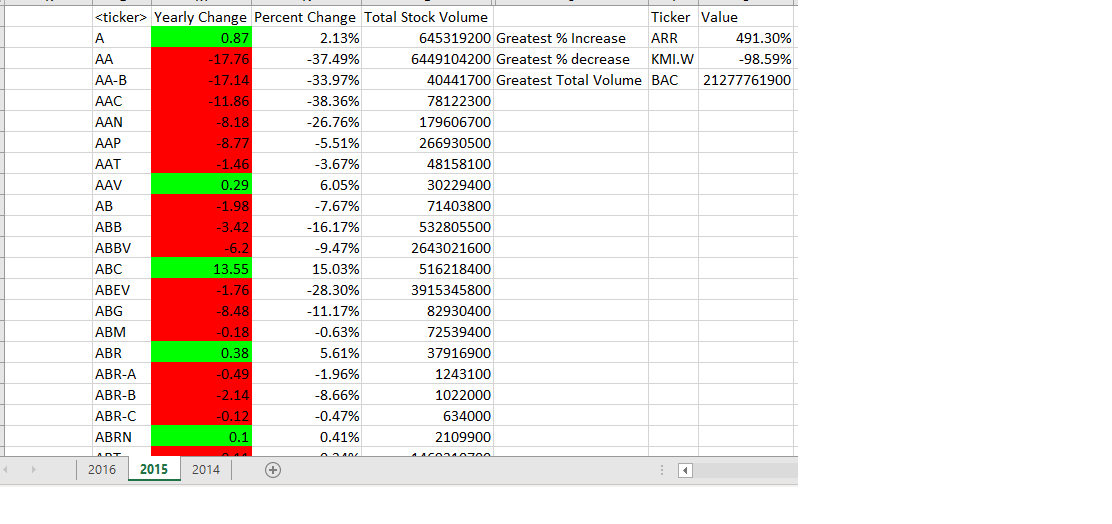 <ticker> Yearly Change Percent Change Total Stock Volume Ticker Value
A 0.87 2.13% 645319200 Greatest % Increase ARR 491.30%
AA -17.76 -37.49% 6449104200 Greatest % decrease KMI.W -98.59%
AA-B -17.14 -33.97% 40441700 Greatest Total Volume BAC 21277761900
AAC -11.86 -38.36% 78122300
AAN -8.18 -26.76% 179606700
AAP -8.77 -5.51% 266930500
AAT -1.46 -3.67% 48158100
AAV 0.29 6.05% 30229400
AB -1.98 -7.67% 71403800
ABB -3.42 -16.17% 532805500
ABBV -6.2 -9.47% 2643021600
ABC 13.55 15.03% 516218400
ABEV -1.76 -28.30% 3915345800
ABG -8.48 -11.17% 82930400
ABM -0.18 -0.63% 72539400
ABR 0.38 5.61% 37916900
ABR-A -0.49 -1.96% 1243100
ABR-B -2.14 -8.66% 1022000
ABR-C -0.12 -0.47% 634000
ABRN 0.1 0.41% 2109900
2016 2015 2014